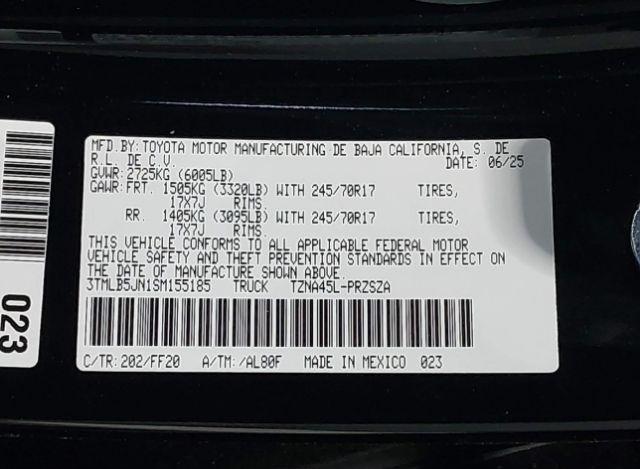 MFD.BY:TOYOTA MOTOR MANUFACTURING DE BAJA CALIFORNIA, S. DE
R.L. DE C.V. DATE: 06/25
GVWR:2725KG (6005LB)
GAWR:FRT. 1505KG (3320LB) WITH 245/70R17 TIRES,
17X7J RIMS.
RR. 1405KG (3095LB) WITH 245/70R17 TIRES,
17X7J RIMS.
THIS VEHICLE CONFORMS TO ALL APPLICABLE FEDERAL MOTOR
VEHICLE SAFETY AND THEFT PREVENTION STANDARDS IN EFFECT ON
THE DATE OF MANUFACTURE SHOWN ABOVE.
3TMLB5JN1SM155185 TRUCK TZNA45L-PRZSZA
C/TR:202/FF20 A/TM:/AL80F MADE IN MEXICO 023
023